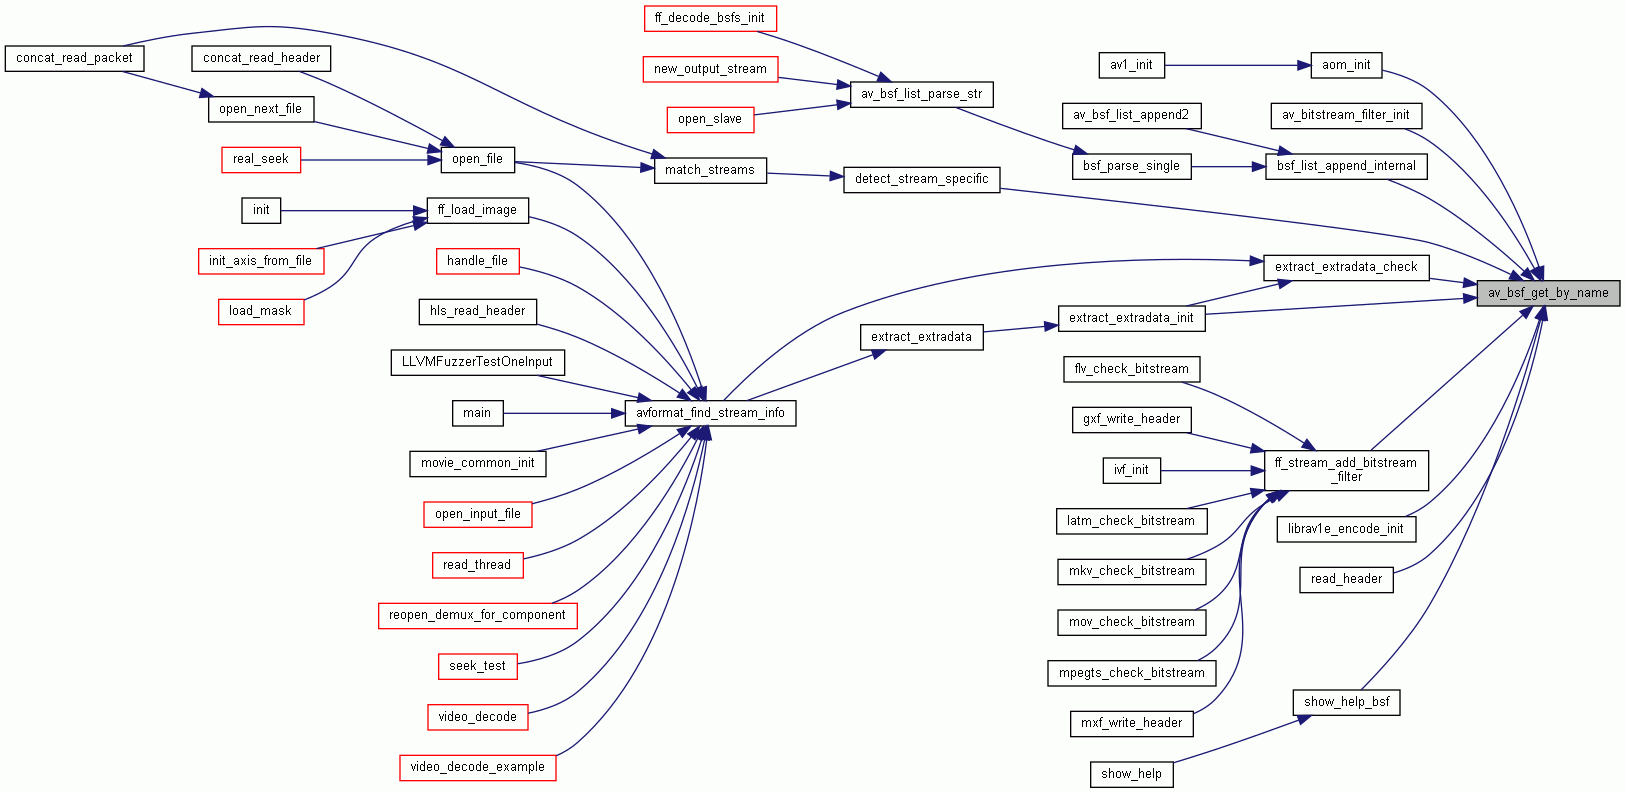 ff_decode_bsfs_init
concat_read_packet
concat_read_header
new_output_stream
av1_init
aom_init
av_bsf_list_parse_str
open_next_file
open_slave
av_bsf_list_append2
av_bitstream_filter_init
real_seek
open_file
match_streams
detect_stream_specific
bsf_parse_single
bsf_list_append_internal
init
ff_load_image
init_axis_from_file
handle_file
extract_extradata_check
av_bsf_get_by_name
load_mask
hls_read_header
extract_extradata
extract_extradata_init
LLVMFuzzerTestOneInput
flv_check_bitstream
main
avformat_find_stream_info
gxf_write_header
movie_common_init
ivf_init
ff_stream_add_bitstream
_filter
open_input_file
latm_check_bitstream
librav1e_encode_init
read_thread
mkv_check_bitstream
read_header
reopen_demux_for_component
mov_check_bitstream
seek_test
mpegts_check_bitstream
video_decode
mxf_write_header
show_help_bsf
video_decode_example
show_help